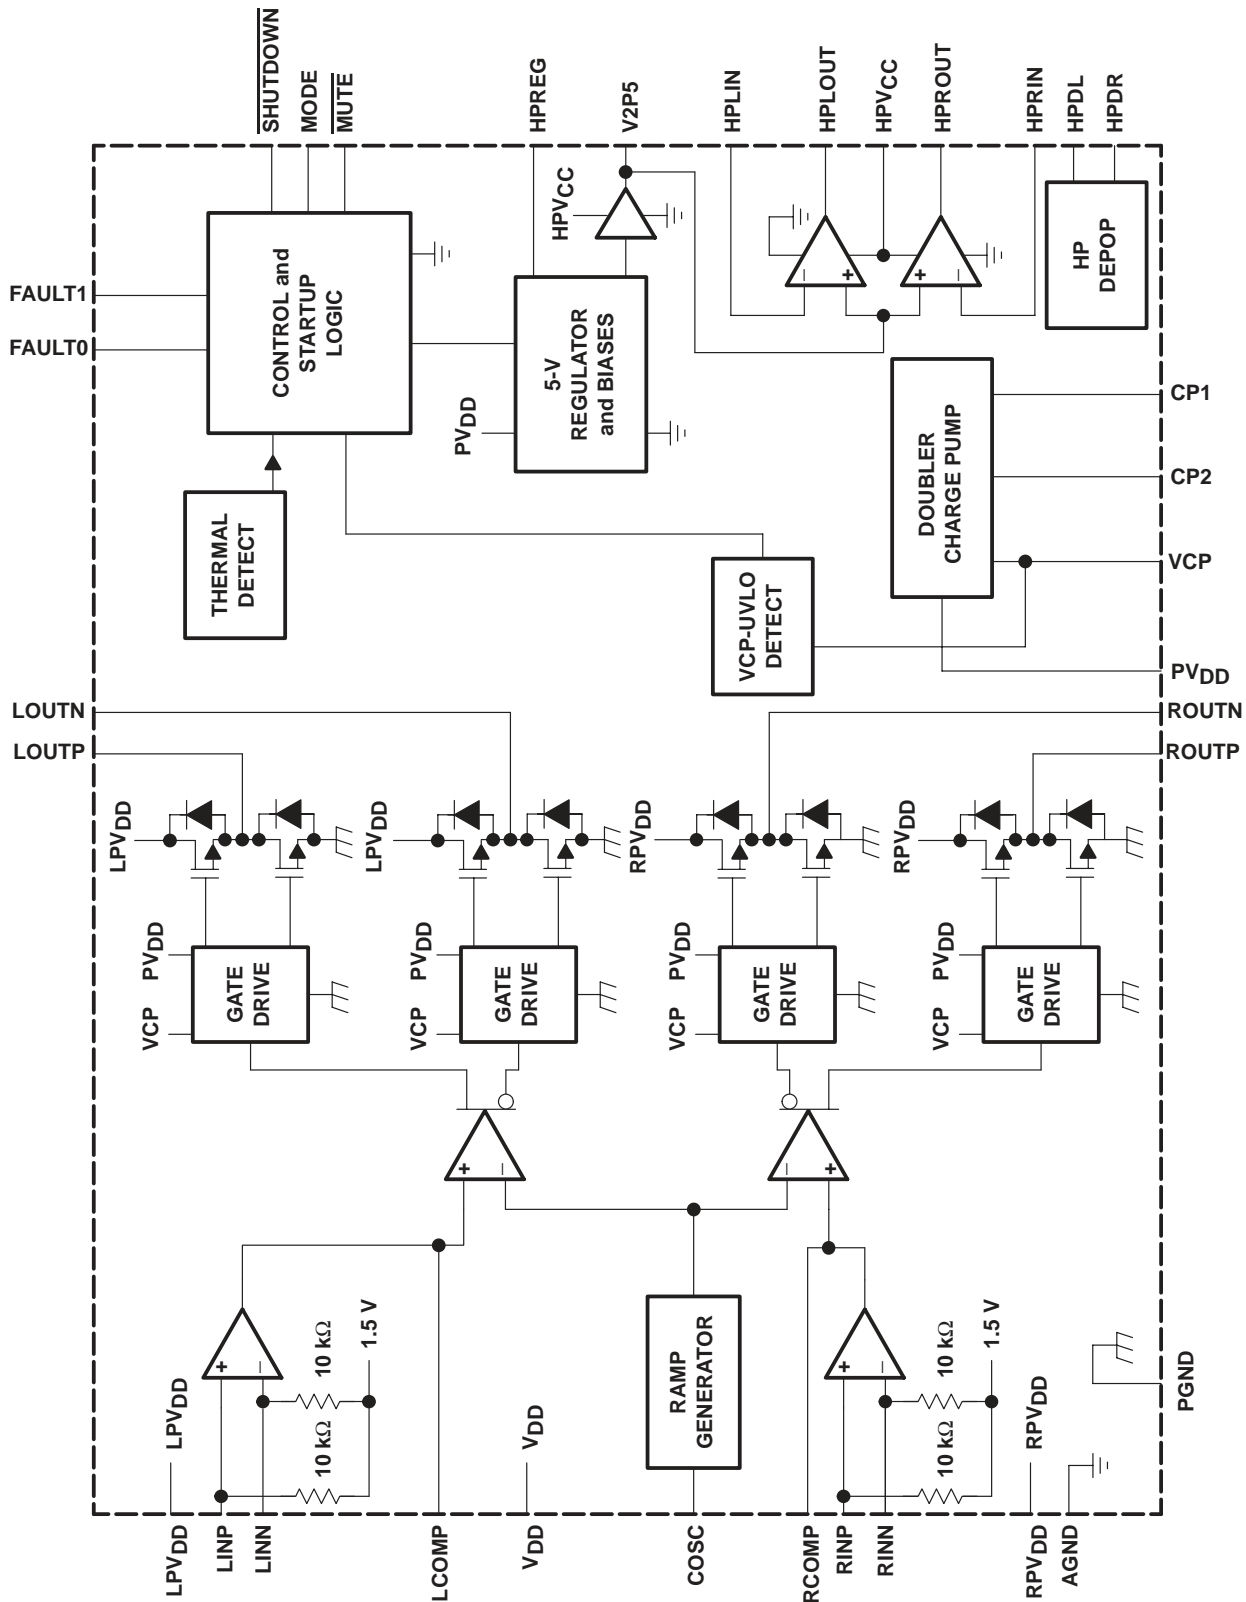 SHUTDOWN
MODE
MUTE
HPREG
V2P5
HPLIN
HPLOUT
HPVCC
HPROUT
HPRIN
HPDL
HPDR
FAULT1
FAULT0
CONTROL and
STARTUP
LOGIC
HPVCC
5-V
REGULATOR
and BIASES
PVDD
– + + –
HP
DEPOP
DOUBLER
CHARGE PUMP
CP1
CP2
VCP
PVDD
THERMAL
DETECT
VCP-UVLO
DETECT
LOUTN
LOUTP
ROUTN
ROUTP
LPVDD
LPVDD
RPVDD
RPVDD
PVDD
VCP
GATE
DRIVE
PVDD
VCP
GATE
DRIVE
PVDD
VCP
GATE
DRIVE
PVDD
VCP
GATE
DRIVE
+ –
– +
+ –
10 kΩ
10 kΩ
1.5 V
RAMP
GENERATOR
+ –
10 kΩ
10 kΩ
1.5 V
LPVDD
VDD
RPVDD
PGND
LPVDD
LINP
LINN
LCOMP
VDD
COSC
RCOMP
RINP
RINN
RPVDD
AGND